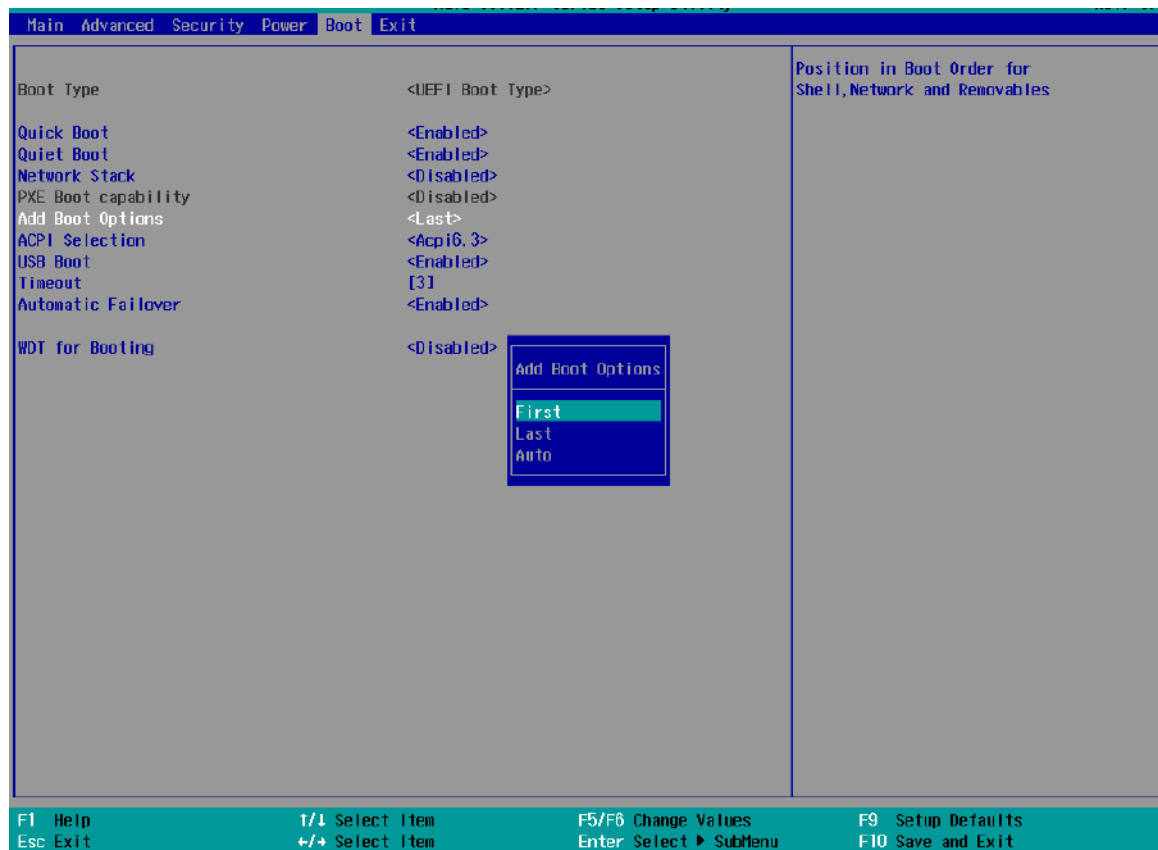 Main Advanced Security Power Boot Exit
Position in Boot Order for
Shell,Network and Removables
Boot Type <UEFI Boot Type>
Quick Boot <Enabled>
Quiet Boot <Enabled>
Network Stack <Disabled>
PXE Boot capability <Disabled>
Add Boot Options <Last>
ACPI Selection <Acpi6.3>
USB Boot <Enabled>
Timeout [3]
Automatic Failover <Enabled>
WDT for Booting <Disabled>
Add Boot Options
First
Last
Auto
F1 Help ↑/↓ Select Item F5/F6 Change Values F9 Setup Defaults
Esc Exit ←/→ Select Item Enter Select ▶ SubMenu F10 Save and Exit